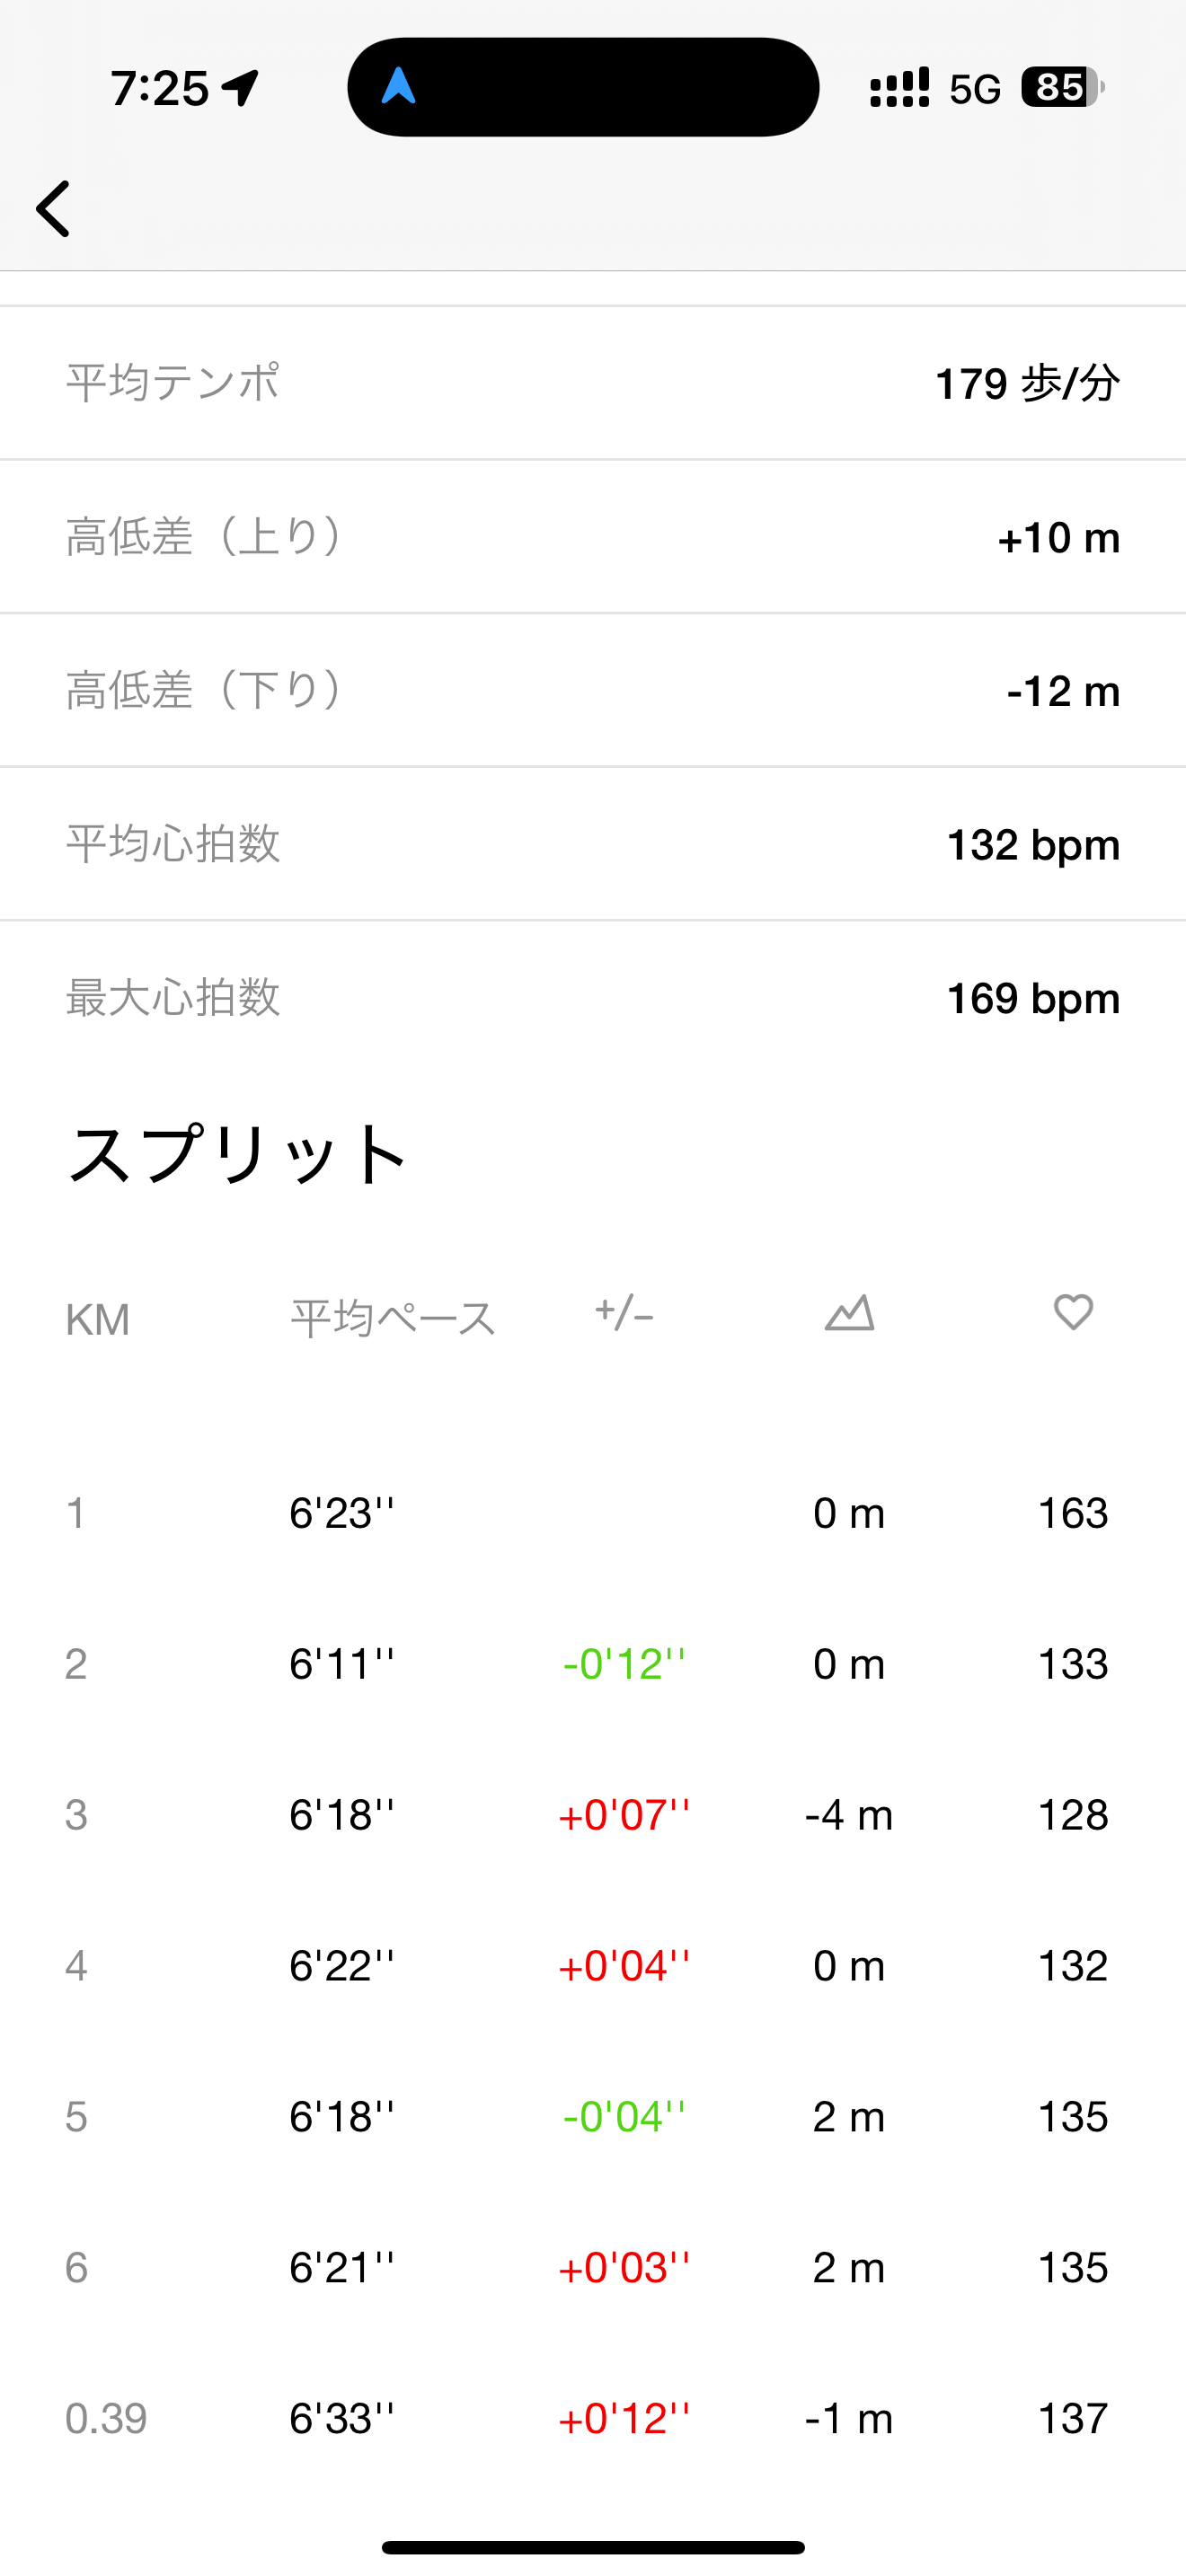 7:25 5G 85
平均テンポ 179 歩/分
高低差（上り） +10 m
高低差（下り） -12 m
平均心拍数 132 bpm
最大心拍数 169 bpm
スプリット
KM 平均ペース +/-
1 6'23'' 0 m 163
2 6'11'' -0'12'' 0 m 133
3 6'18'' +0'07'' -4 m 128
4 6'22'' +0'04'' 0 m 132
5 6'18'' -0'04'' 2 m 135
6 6'21'' +0'03'' 2 m 135
0.39 6'33'' +0'12'' -1 m 137